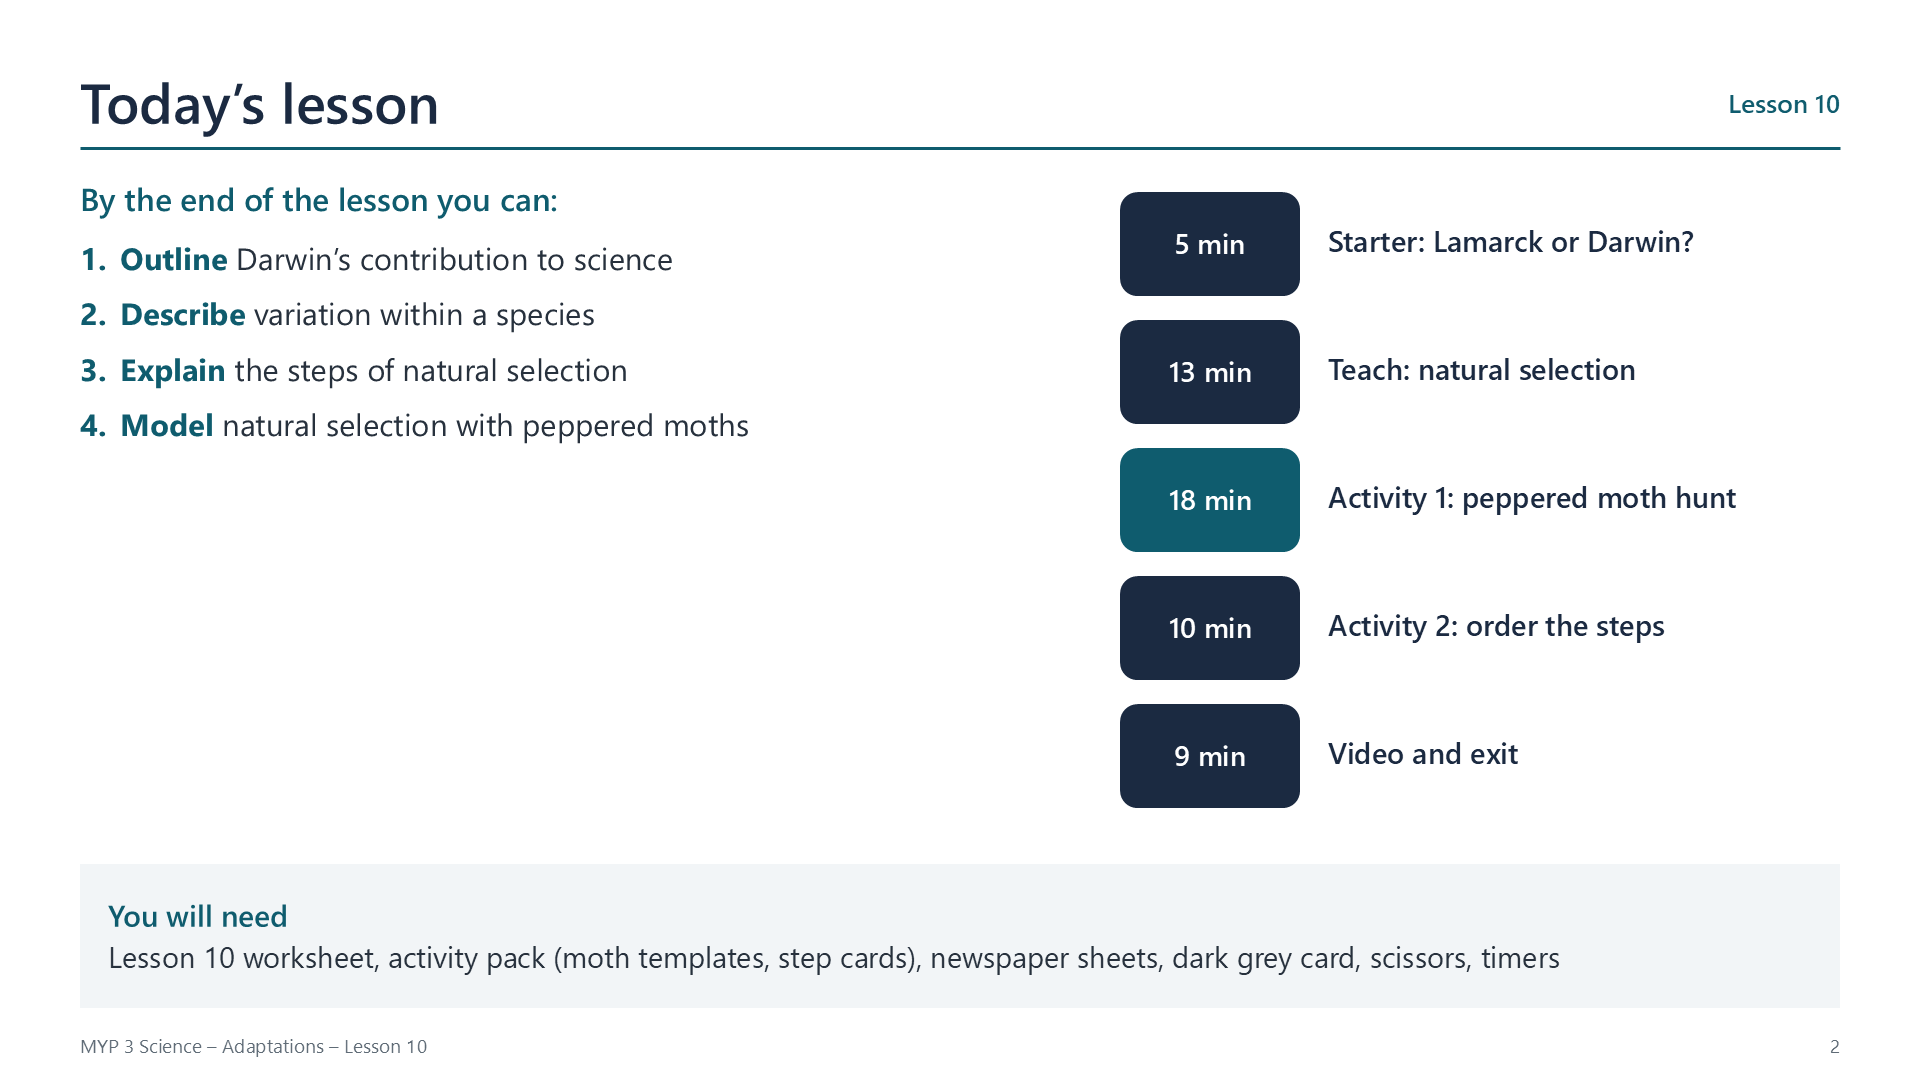 Today’s lesson
Lesson 10
By the end of the lesson you can:
1. Outline Darwin’s contribution to science
2. Describe variation within a species
3. Explain the steps of natural selection
4. Model natural selection with peppered moths
5 min
Starter: Lamarck or Darwin?
13 min
Teach: natural selection
18 min
Activity 1: peppered moth hunt
10 min
Activity 2: order the steps
9 min
Video and exit
You will need
Lesson 10 worksheet, activity pack (moth templates, step cards), newspaper sheets, dark grey card, scissors, timers
MYP 3 Science – Adaptations – Lesson 10
2